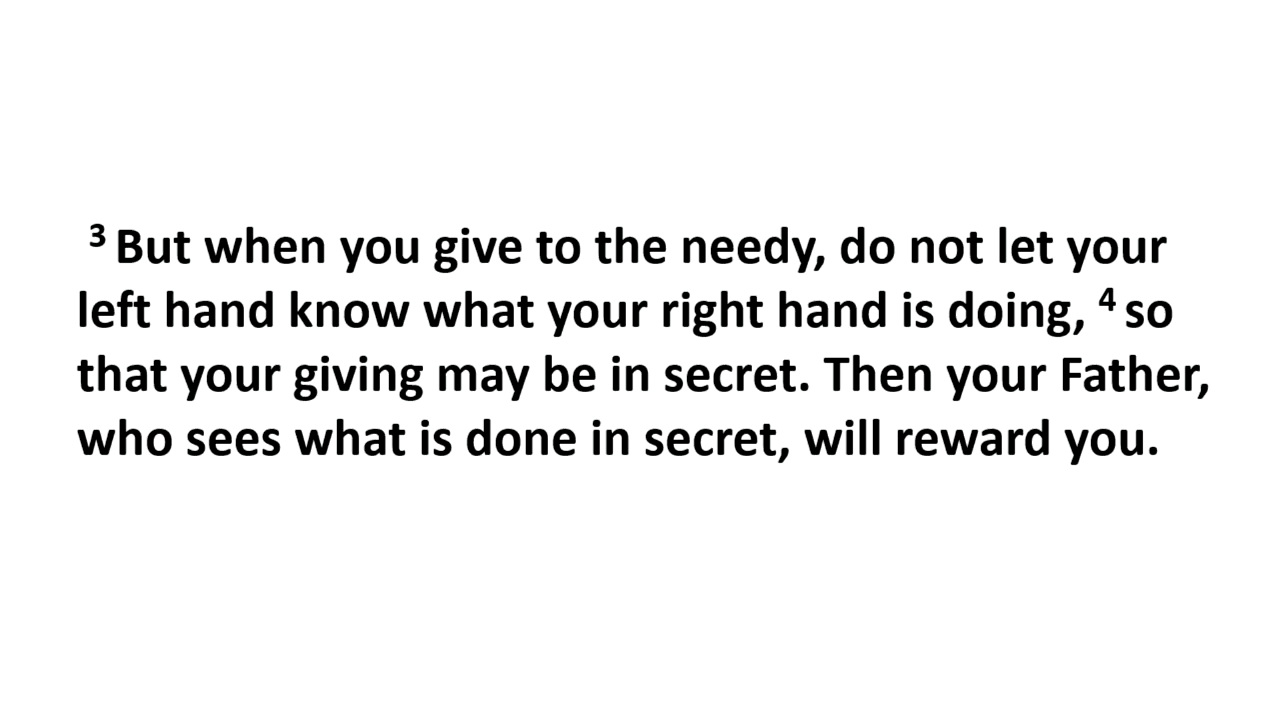 ³ But when you give to the needy, do not let your
left hand know what your right hand is doing, ⁴ so
that your giving may be in secret. Then your Father,
who sees what is done in secret, will reward you.